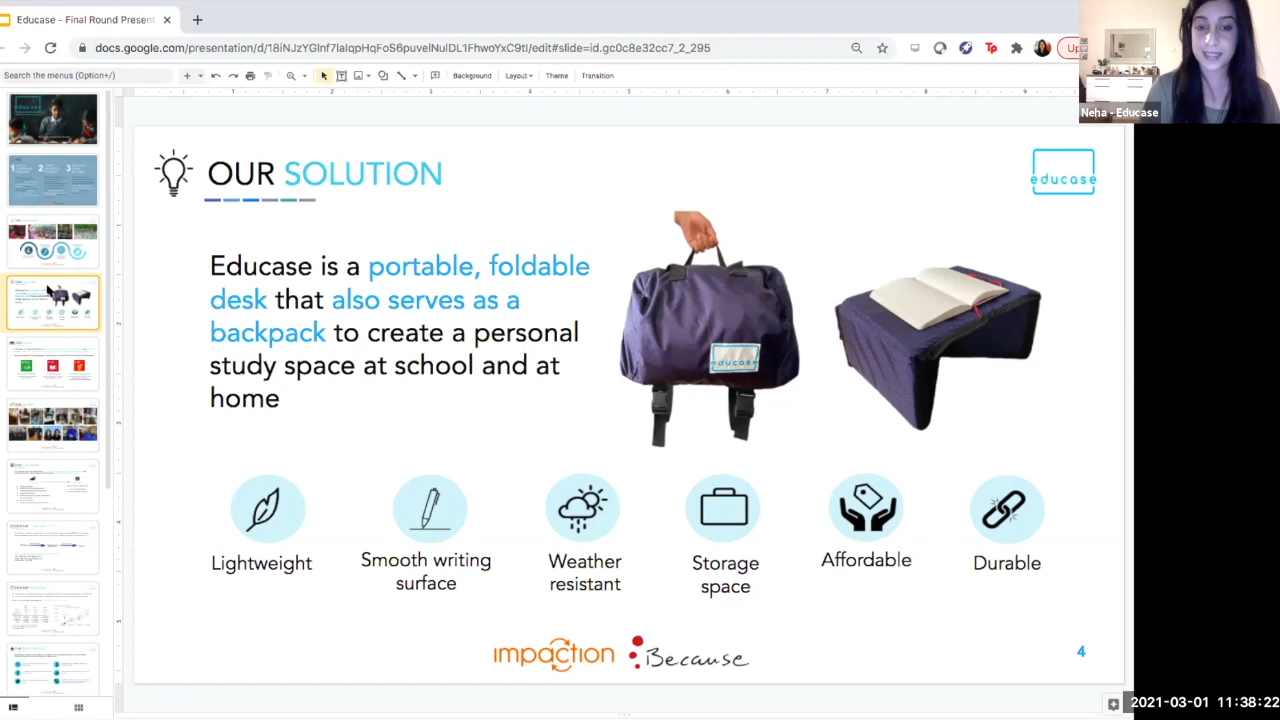 Educase - Final Round Present
docs.google.com/presentation/d/18iNJzYGlnf7laIqpHqFoS6puvelNuIDL1FhwoYxC9tI/edit#slide=id.gc0c8e32cc7_2_295
Search the menus (Option+/)
Background
Layout
Theme
Transition
Neha - Educase
OUR SOLUTION
educase
Educase is a portable, foldable
desk that also serves as a
backpack to create a personal
study space at school and at
home
educase
Lightweight
Smooth writing
surface
Weather
resistant
Storage
space
Affordable
Durable
impaction
Because
4
2021-03-01 11:38:22